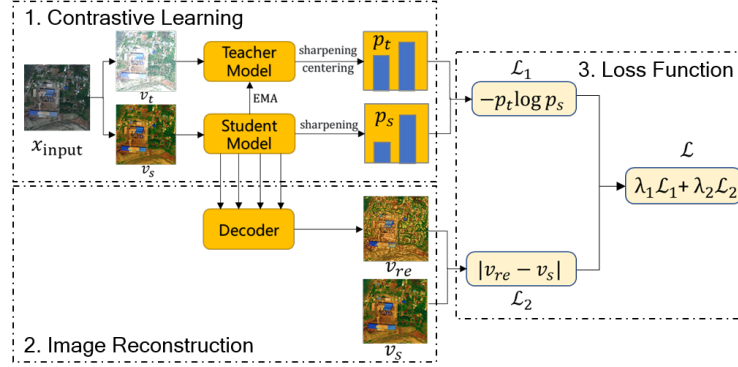 1. Contrastive Learning
x_input
v_t
v_s
Teacher
Model
EMA
Student
Model
sharpening
centering
sharpening
p_t
p_s
Decoder
v_re
v_s
2. Image Reconstruction
3. Loss Function
ℒ_1
−p_t log p_s
ℒ
λ_1ℒ_1+ λ_2ℒ_2
|v_re − v_s|
ℒ_2